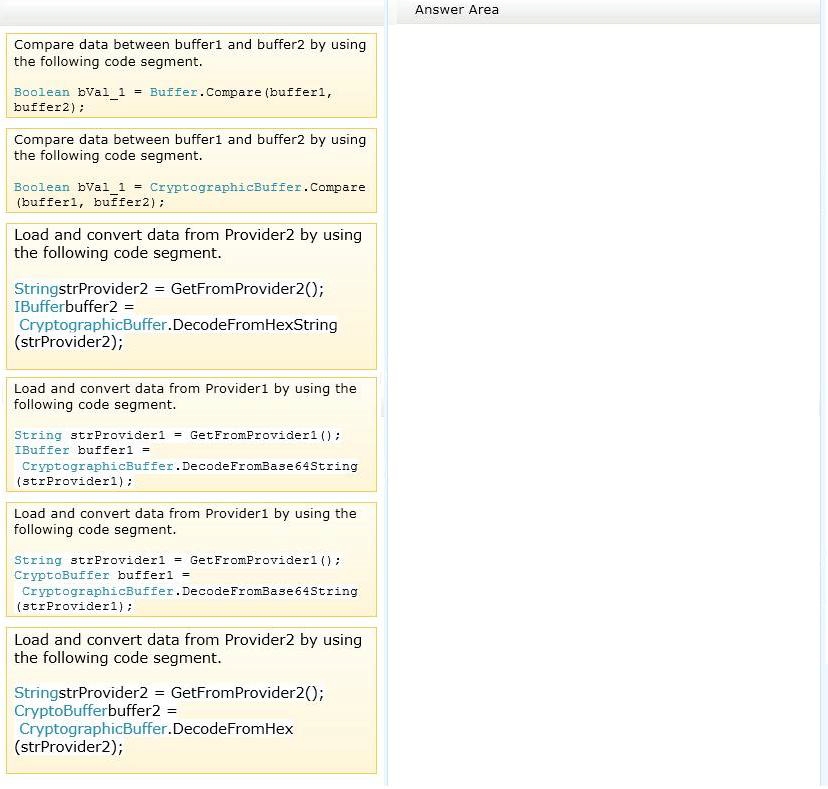 Answer Area
Compare data between buffer1 and buffer2 by using
the following code segment.
Boolean bVal_1 = Buffer.Compare(buffer1,
buffer2);
Compare data between buffer1 and buffer2 by using
the following code segment.
Boolean bVal_1 = CryptographicBuffer.Compare
(buffer1, buffer2);
Load and convert data from Provider2 by using
the following code segment.
StringstrProvider2 = GetFromProvider2();
IBufferbuffer2 =
CryptographicBuffer.DecodeFromHexString
(strProvider2);
Load and convert data from Provider1 by using the
following code segment.
String strProvider1 = GetFromProvider1();
IBuffer buffer1 =
CryptographicBuffer.DecodeFromBase64String
(strProvider1);
Load and convert data from Provider1 by using the
following code segment.
String strProvider1 = GetFromProvider1();
CryptoBuffer buffer1 =
CryptographicBuffer.DecodeFromBase64String
(strProvider1);
Load and convert data from Provider2 by using
the following code segment.
StringstrProvider2 = GetFromProvider2();
CryptoBufferbuffer2 =
CryptographicBuffer.DecodeFromHex
(strProvider2);